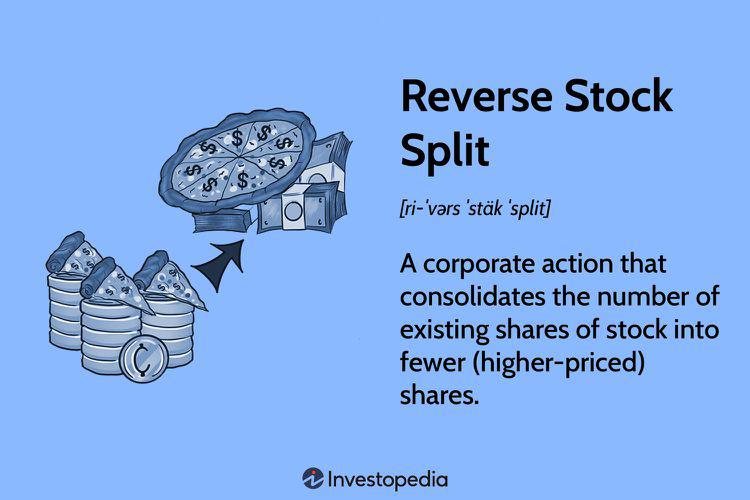 Reverse Stock
Split
[ri-ˈvərs ˈstäk ˈsplit]
A corporate action that
consolidates the number of
existing shares of stock into
fewer (higher-priced)
shares.
$ $ $ $ $ $ $ $
$ $ $ $ $ $
₵
Investopedia